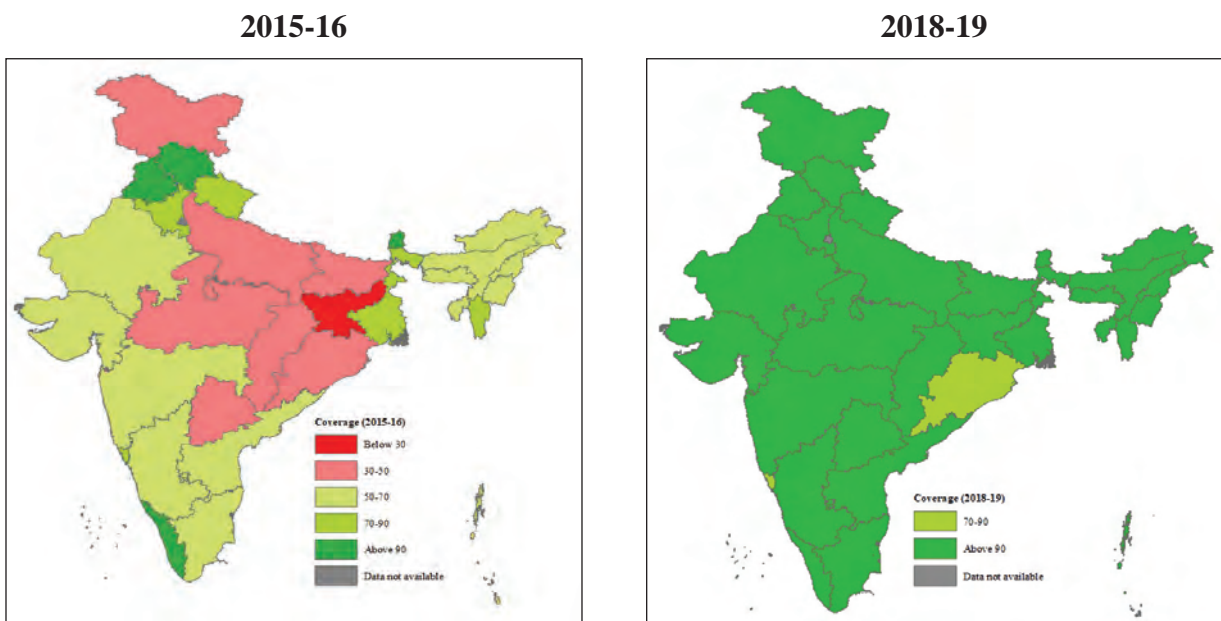 2015-16
2018-19
Coverage (2015-16)
Below 30
30-50
50-70
70-90
Above 90
Data not available
Coverage (2018-19)
70-90
Above 90
Data not available